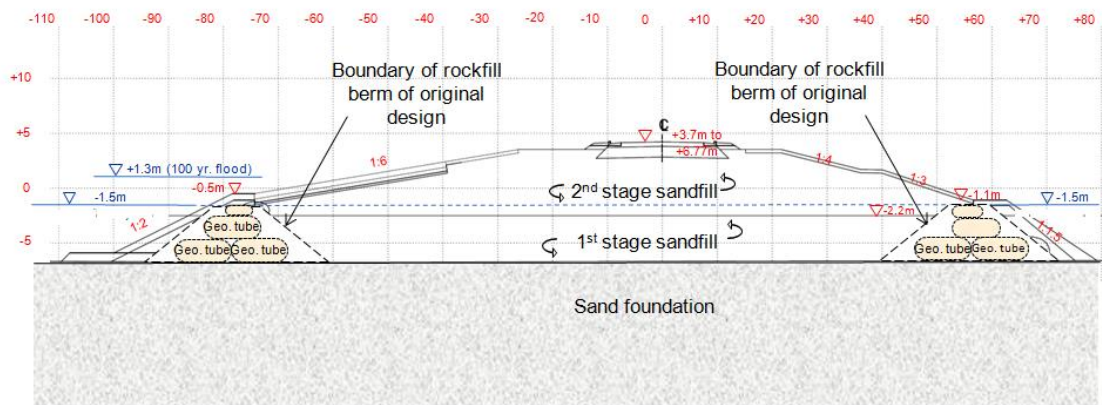 -110 -100 -90 -80 -70 -60 -50 -40 -30 -20 -10 0 +10 +20 +30 +40 +50 +60 +70 +80
+10
Boundary of rockfill
berm of original
design
Boundary of rockfill
berm of original
design
+5
℄
+3.7m to
+6.77m
+1.3m (100 yr. flood)
1:6
1:4
1:3
0
-0.5m
2nd stage sandfill
-1.1m
-1.5m
-1.5m
-2.2m
1:2
Geo. tube
1st stage sandfill
1:1.5
-5
Geo. tube Geo. tube
Geo. tube Geo. tube
Sand foundation